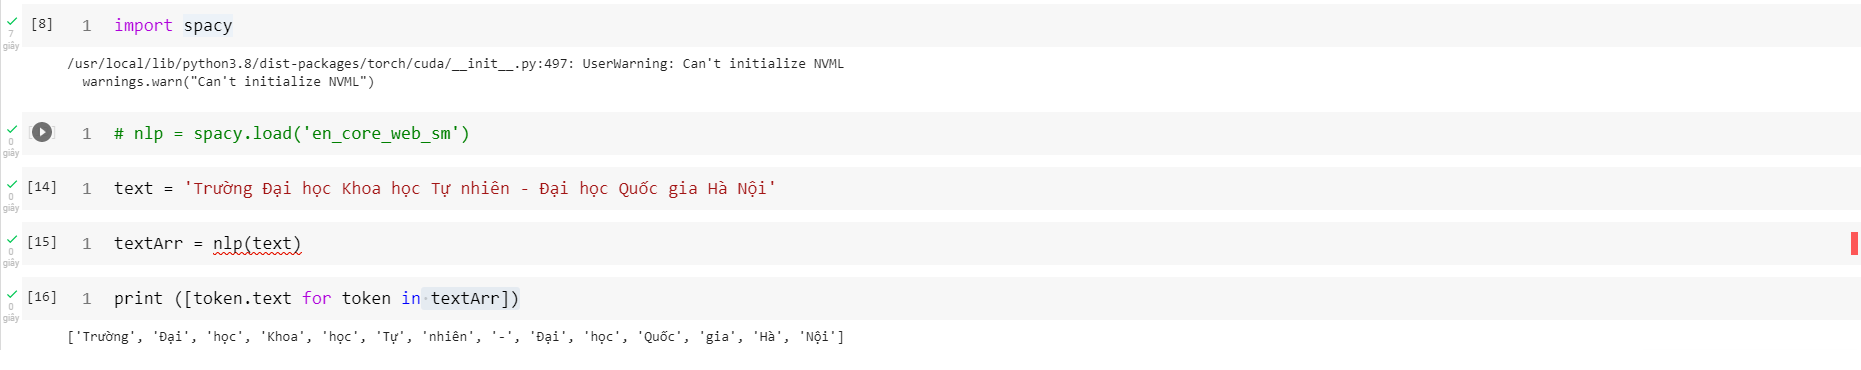 [8] 1 import spacy
7
giây
/usr/local/lib/python3.8/dist-packages/torch/cuda/__init__.py:497: UserWarning: Can't initialize NVML
warnings.warn("Can't initialize NVML")
1 # nlp = spacy.load('en_core_web_sm')
0
giây
[14] 1 text = 'Trường Đại học Khoa học Tự nhiên - Đại học Quốc gia Hà Nội'
0
giây
[15] 1 textArr = nlp(text)
0
giây
[16] 1 print ([token.text for token in textArr])
0
giây
['Trường', 'Đại', 'học', 'Khoa', 'học', 'Tự', 'nhiên', '-', 'Đại', 'học', 'Quốc', 'gia', 'Hà', 'Nội']